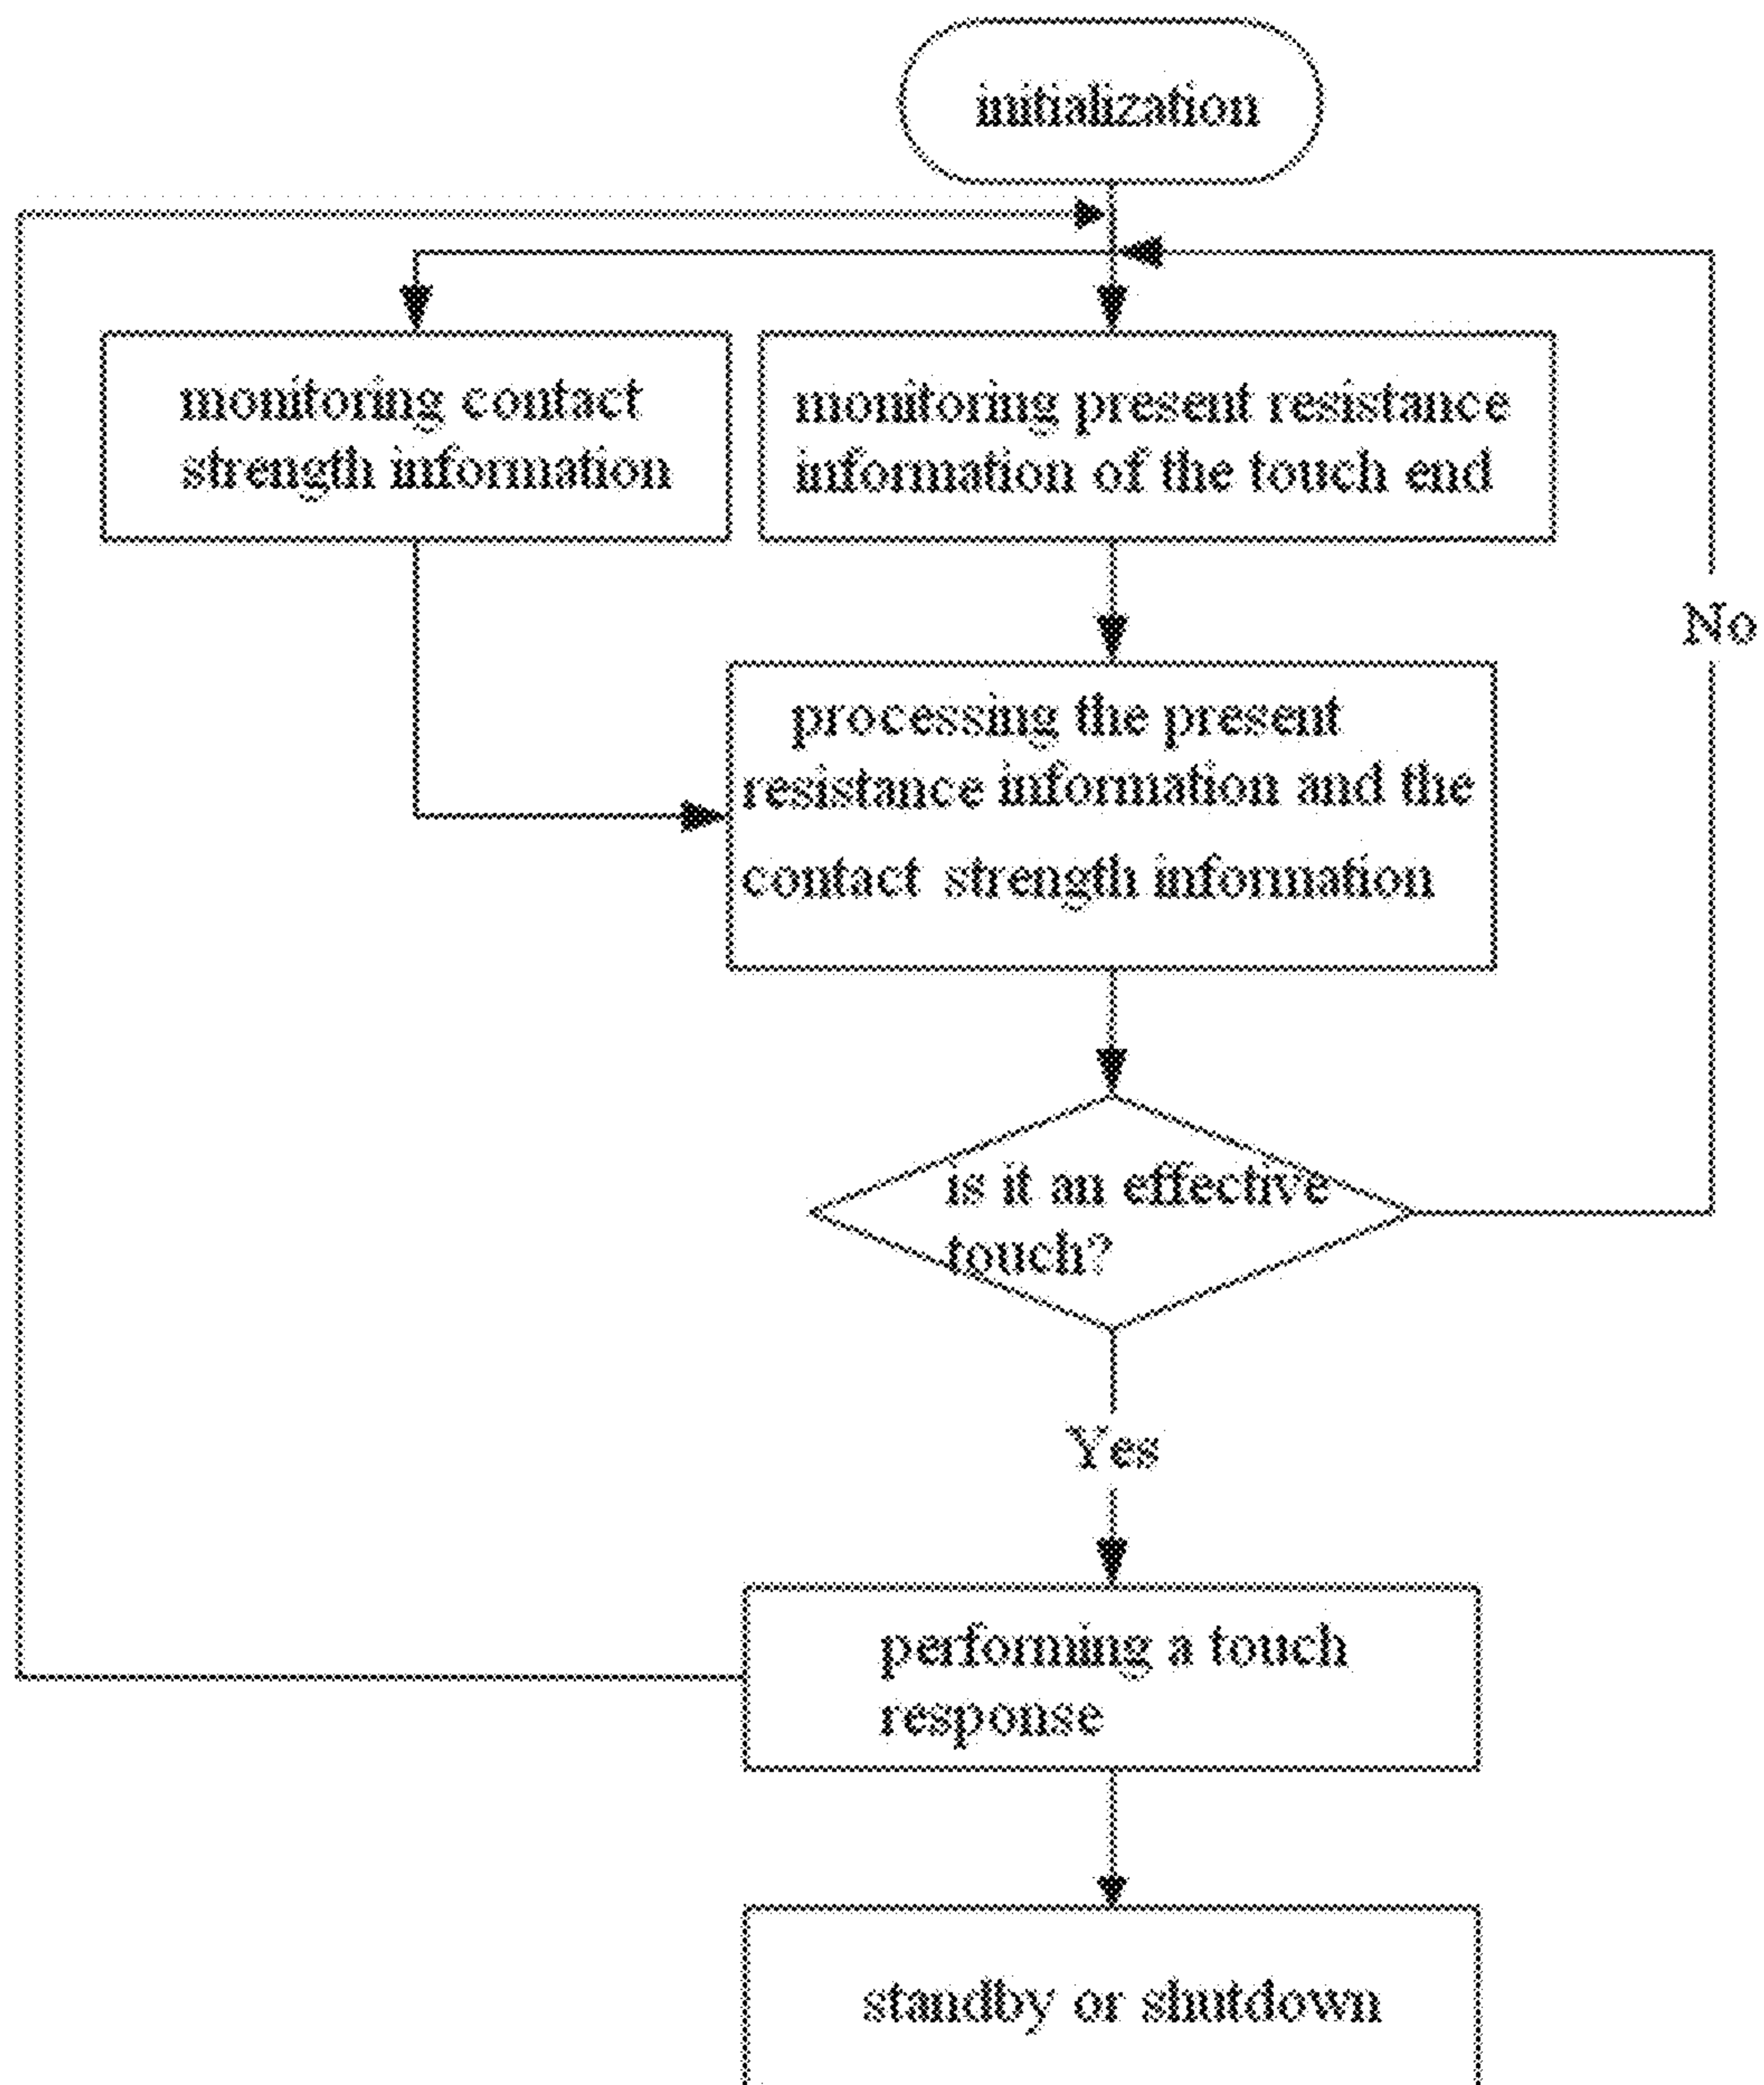 initialization
monitoring contact
strength information
monitoring present resistance
information of the touch end
No
processing the present
resistance information and the
contact strength information
is it an effective
touch?
Yes
performing a touch
response
standby or shutdown